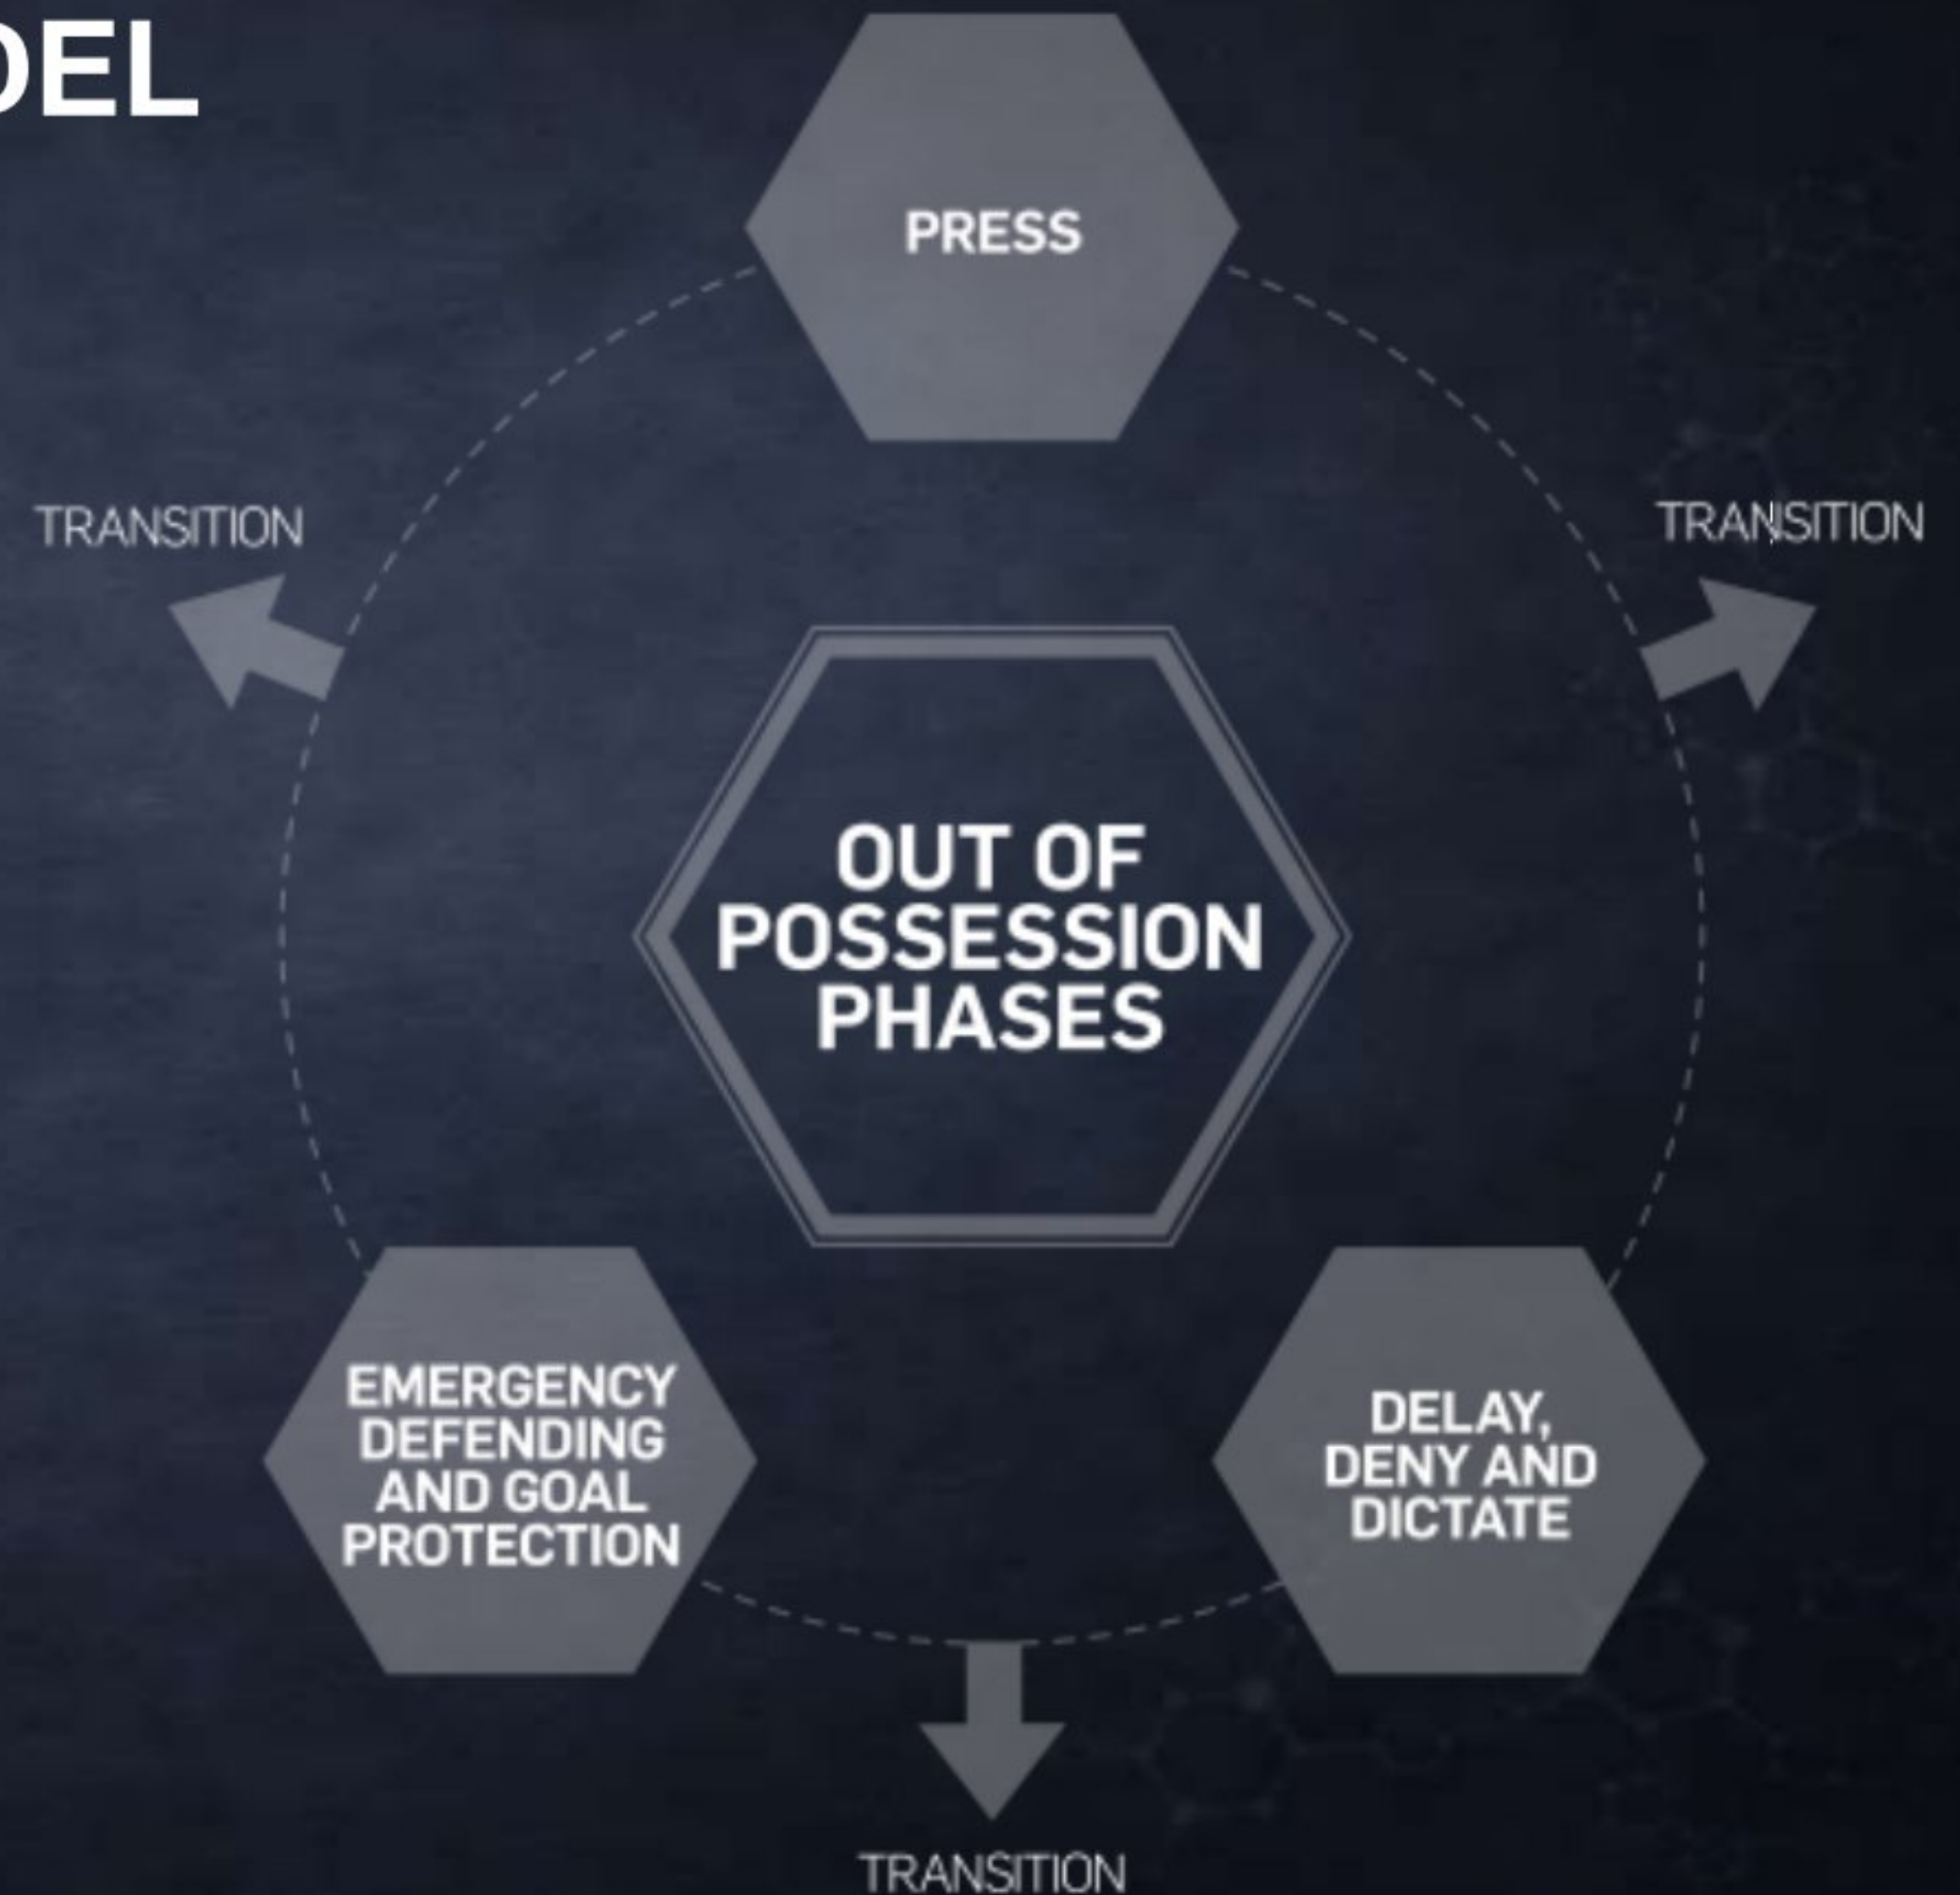 DEL
PRESS
TRANSITION
TRANSITION
OUT OF
POSSESSION
PHASES
EMERGENCY
DEFENDING
AND GOAL
PROTECTION
DELAY,
DENY AND
DICTATE
TRANSITION